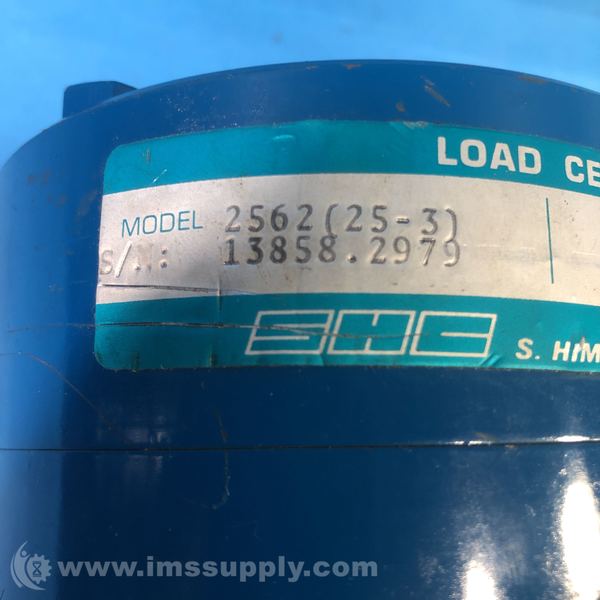 LOAD CE
MODEL 2562(25-3)
S/N: 13858.2979
SHC S. HIM
www.imssupply.com